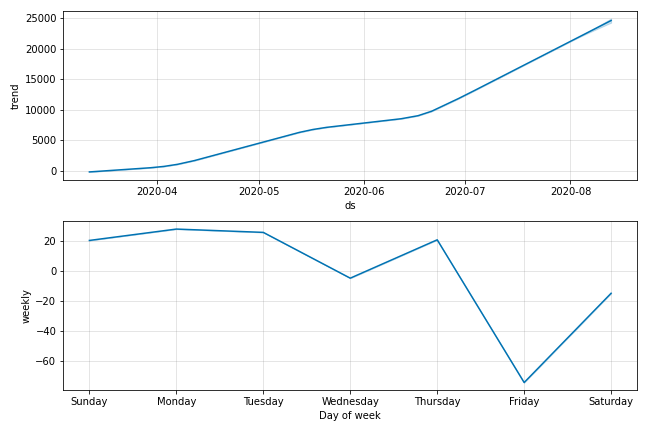 25000
20000
15000
10000
5000
0
trend
2020-04 2020-05 2020-06 2020-07 2020-08
ds
20
0
−20
−40
−60
weekly
Sunday Monday Tuesday Wednesday Thursday Friday Saturday
Day of week